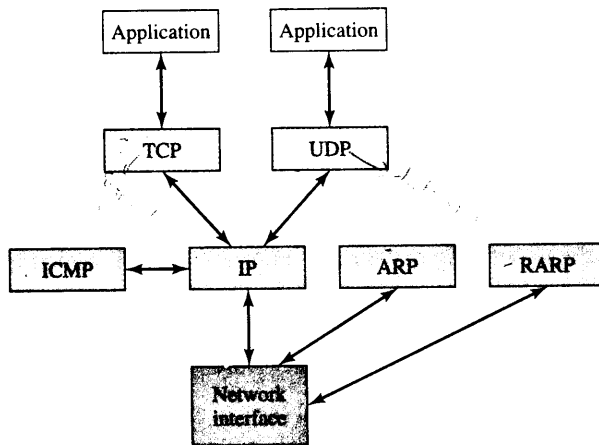 Application
Application
TCP
UDP
ICMP
IP
ARP
RARP
Network
interface